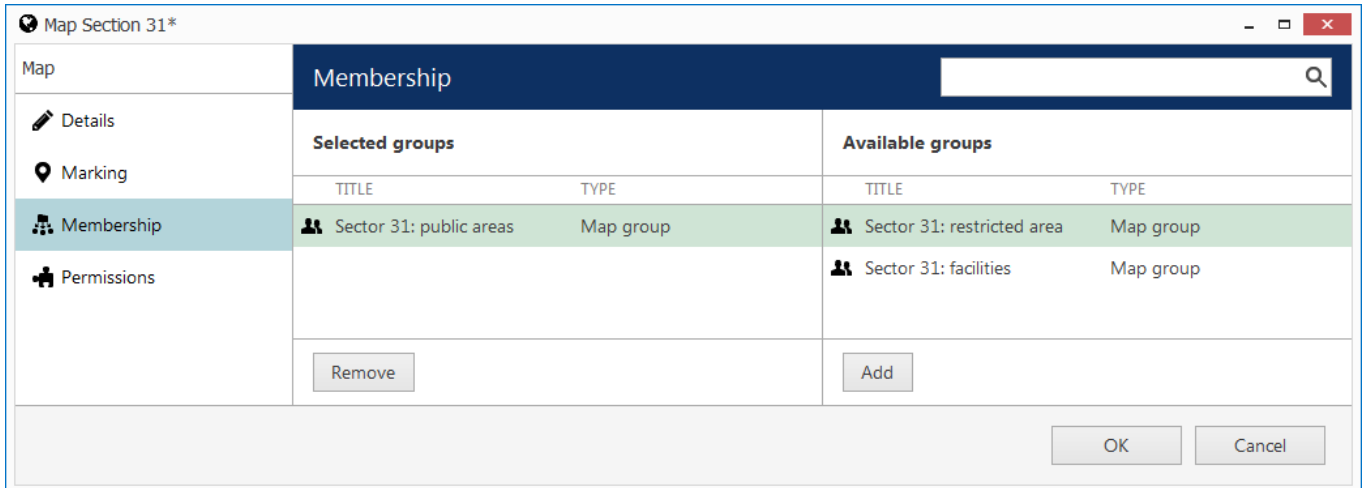 Map Section 31*
Map
Details
Marking
Membership
Permissions
Membership
Selected groups
TITLE TYPE
Sector 31: public areas Map group
Remove
Available groups
TITLE TYPE
Sector 31: restricted area Map group
Sector 31: facilities Map group
Add
OK Cancel